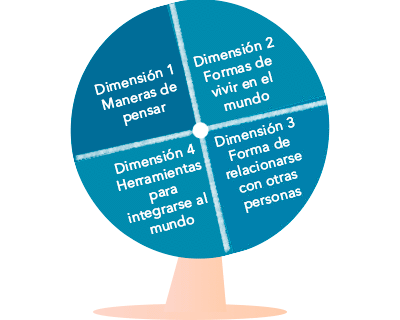 Dimensión 1
Maneras de
pensar
Dimensión 2
Formas de
vivir en el
mundo
Dimensión 3
Forma de
relacionarse
con otras
personas
Dimensión 4
Herramientas
para
integrarse al
mundo